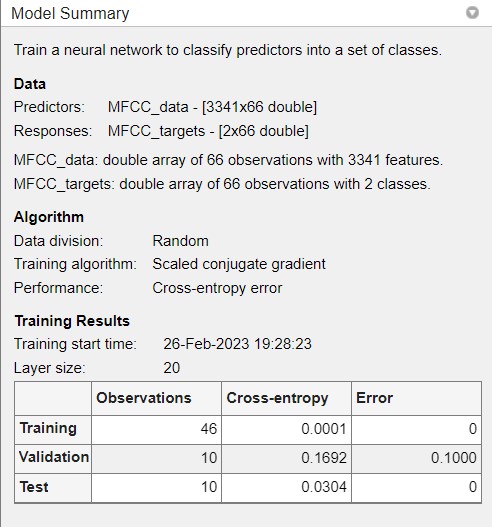 Model Summary
Train a neural network to classify predictors into a set of classes.
Data
Predictors: MFCC_data - [3341x66 double]
Responses: MFCC_targets - [2x66 double]
MFCC_data: double array of 66 observations with 3341 features.
MFCC_targets: double array of 66 observations with 2 classes.
Algorithm
Data division: Random
Training algorithm: Scaled conjugate gradient
Performance: Cross-entropy error
Training Results
Training start time: 26-Feb-2023 19:28:23
Layer size: 20
Observations Cross-entropy Error
Training 46 0.0001 0
Validation 10 0.1692 0.1000
Test 10 0.0304 0